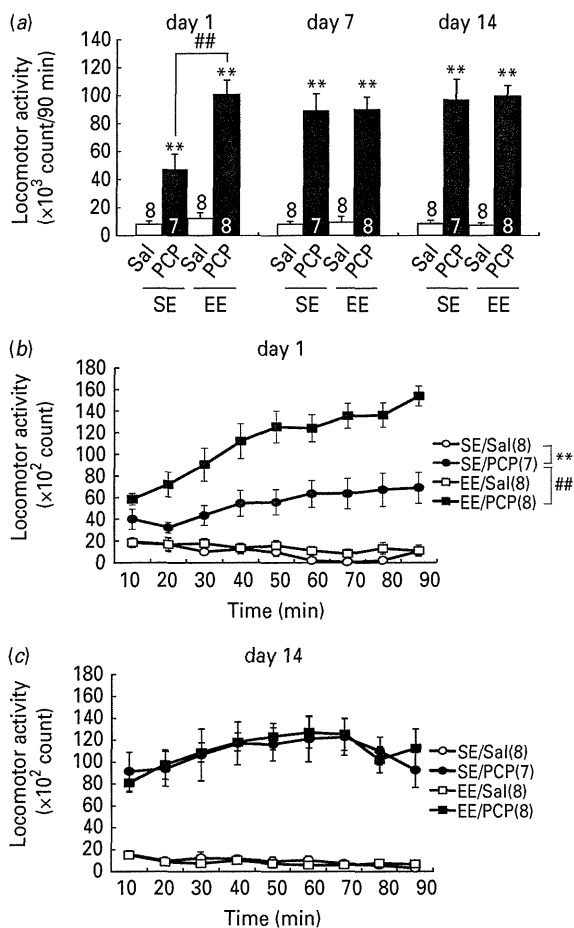 (a)
day 1
day 7
day 14
Locomotor activity
(×10³ count/90 min)
140
120
100
80
60
40
20
0
##
**
**
**
**
**
**
8
7
8
8
8
7
8
8
8
7
8
8
Sal
PCP
Sal
PCP
Sal
PCP
Sal
PCP
Sal
PCP
Sal
PCP
SE
EE
SE
EE
SE
EE
(b)
day 1
Locomotor activity
(×10² count)
180
160
140
120
100
80
60
40
20
0
10 20 30 40 50 60 70 80 90
Time (min)
SE/Sal(8)
SE/PCP(7)
EE/Sal(8)
EE/PCP(8)
**
##
(c)
day 14
Locomotor activity
(×10² count)
180
160
140
120
100
80
60
40
20
0
10 20 30 40 50 60 70 80 90
Time (min)
SE/Sal(8)
SE/PCP(7)
EE/Sal(8)
EE/PCP(8)